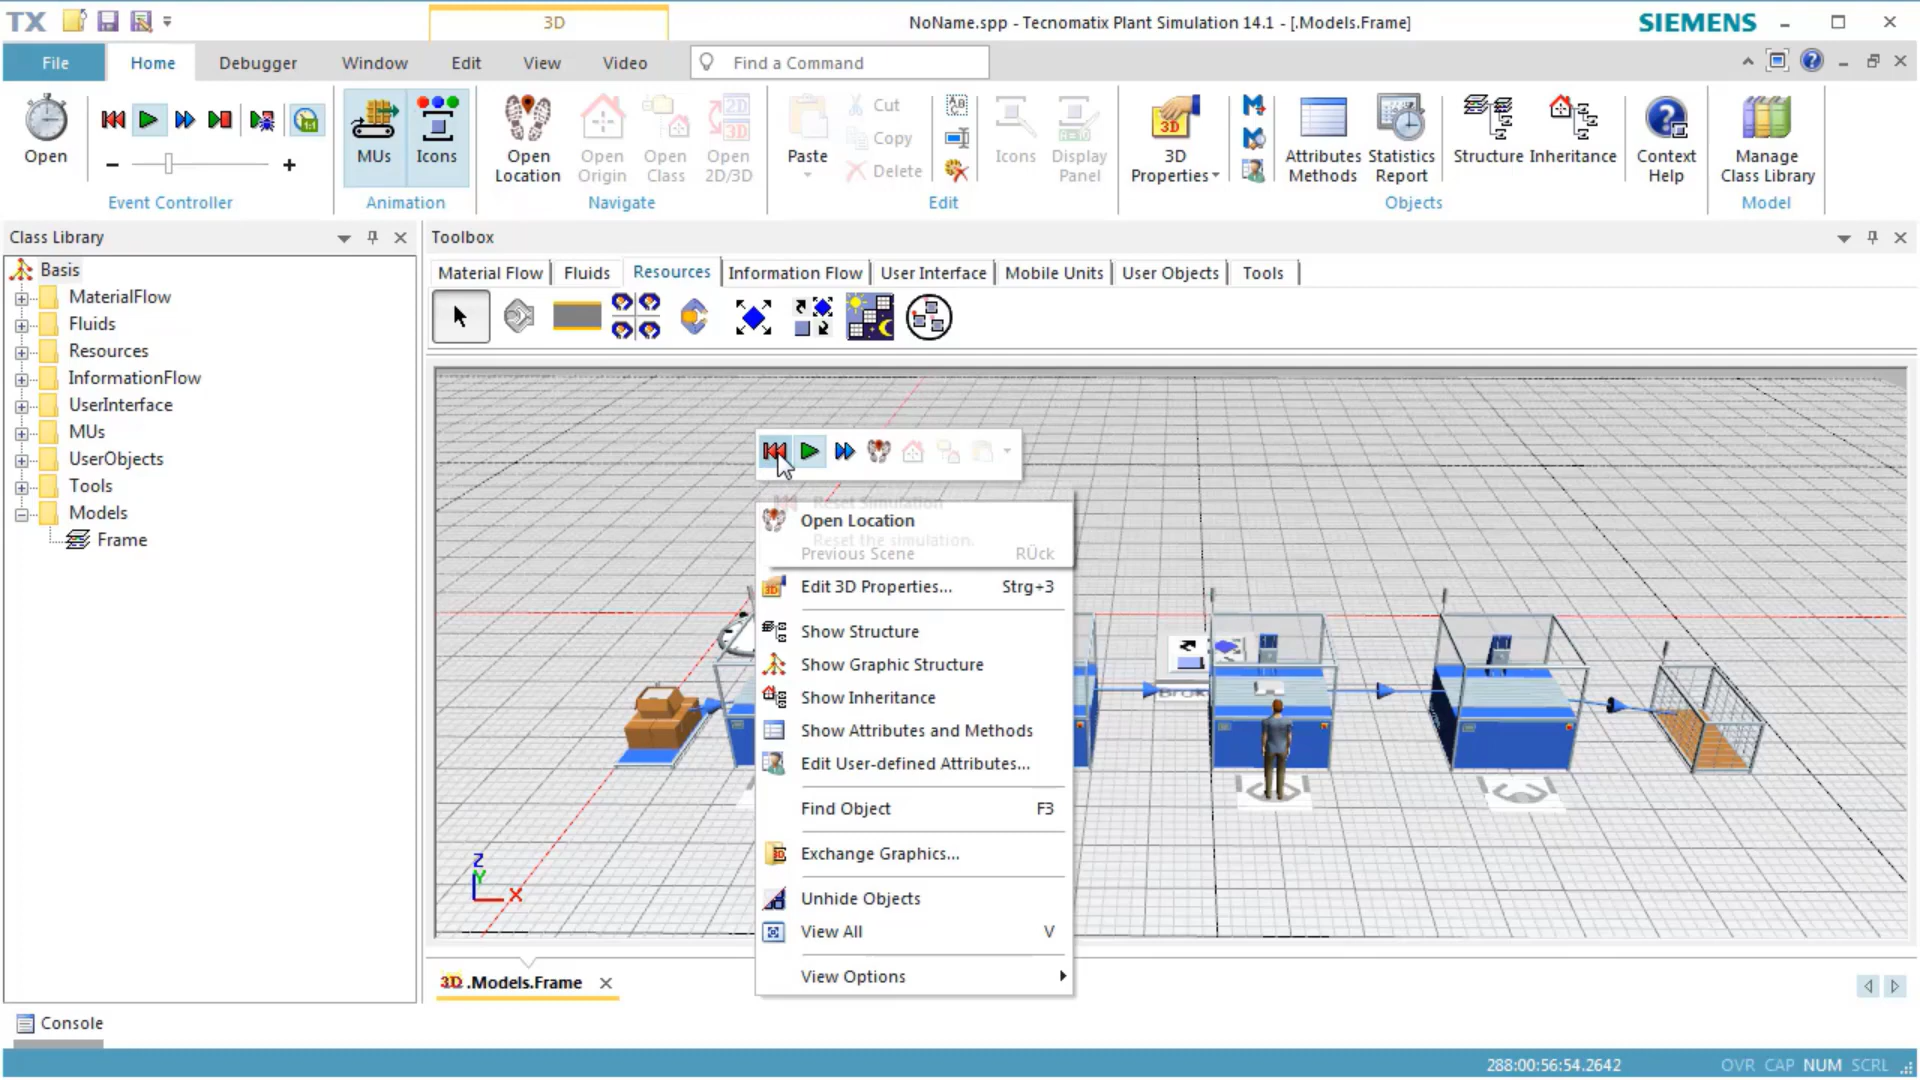 TX
3D
NoName.spp - Tecnomatix Plant Simulation 14.1 - [.Models.Frame]
SIEMENS
File
Home
Debugger
Window
Edit
View
Video
Find a Command
Open
Event Controller
MUs
Icons
Animation
Open Location
Open Origin
Open Class
Open 2D/3D
Navigate
Paste
Cut
Copy
Delete
Icons
Display Panel
Edit
3D Properties
Attributes Methods
Statistics Report
Structure
Inheritance
Context Help
Objects
Manage Class Library
Model
Class Library
Basis
MaterialFlow
Fluids
Resources
InformationFlow
UserInterface
MUs
UserObjects
Tools
Models
Frame
Toolbox
Material Flow
Fluids
Resources
Information Flow
User Interface
Mobile Units
User Objects
Tools
Reset Simulation
Open Location
Reset the simulation.
Previous Scene RÜck
Edit 3D Properties... Strg+3
Show Structure
Show Graphic Structure
Show Inheritance
Show Attributes and Methods
Edit User-defined Attributes...
Find Object F3
Exchange Graphics...
Unhide Objects
View All V
View Options
Z
Y
X
3D .Models.Frame
Console
288:00:56:54.2642
OVR CAP NUM SCRL